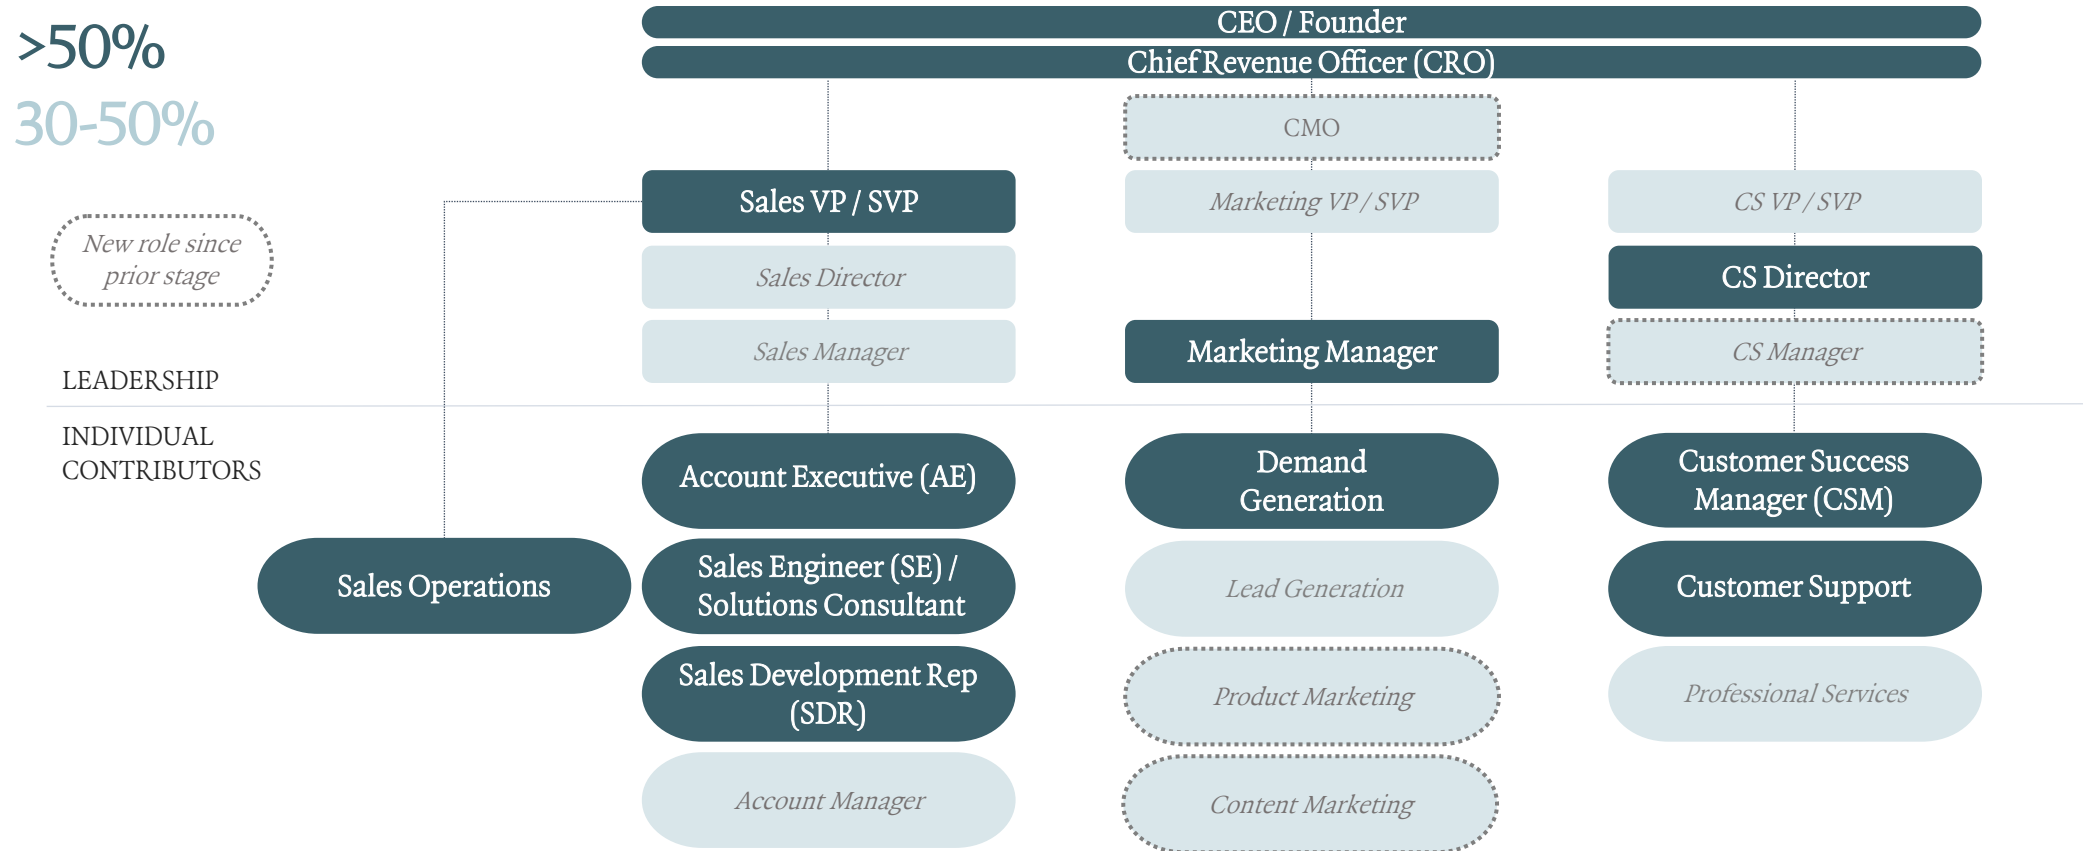 >50%
30-50%
New role since
prior stage
LEADERSHIP
INDIVIDUAL
CONTRIBUTORS
CEO / Founder
Chief Revenue Officer (CRO)
CMO
Sales VP / SVP
Marketing VP / SVP
CS VP / SVP
Sales Director
CS Director
Sales Manager
Marketing Manager
CS Manager
Account Executive (AE)
Demand
Generation
Customer Success
Manager (CSM)
Sales Operations
Sales Engineer (SE) /
Solutions Consultant
Lead Generation
Customer Support
Sales Development Rep
(SDR)
Product Marketing
Professional Services
Account Manager
Content Marketing